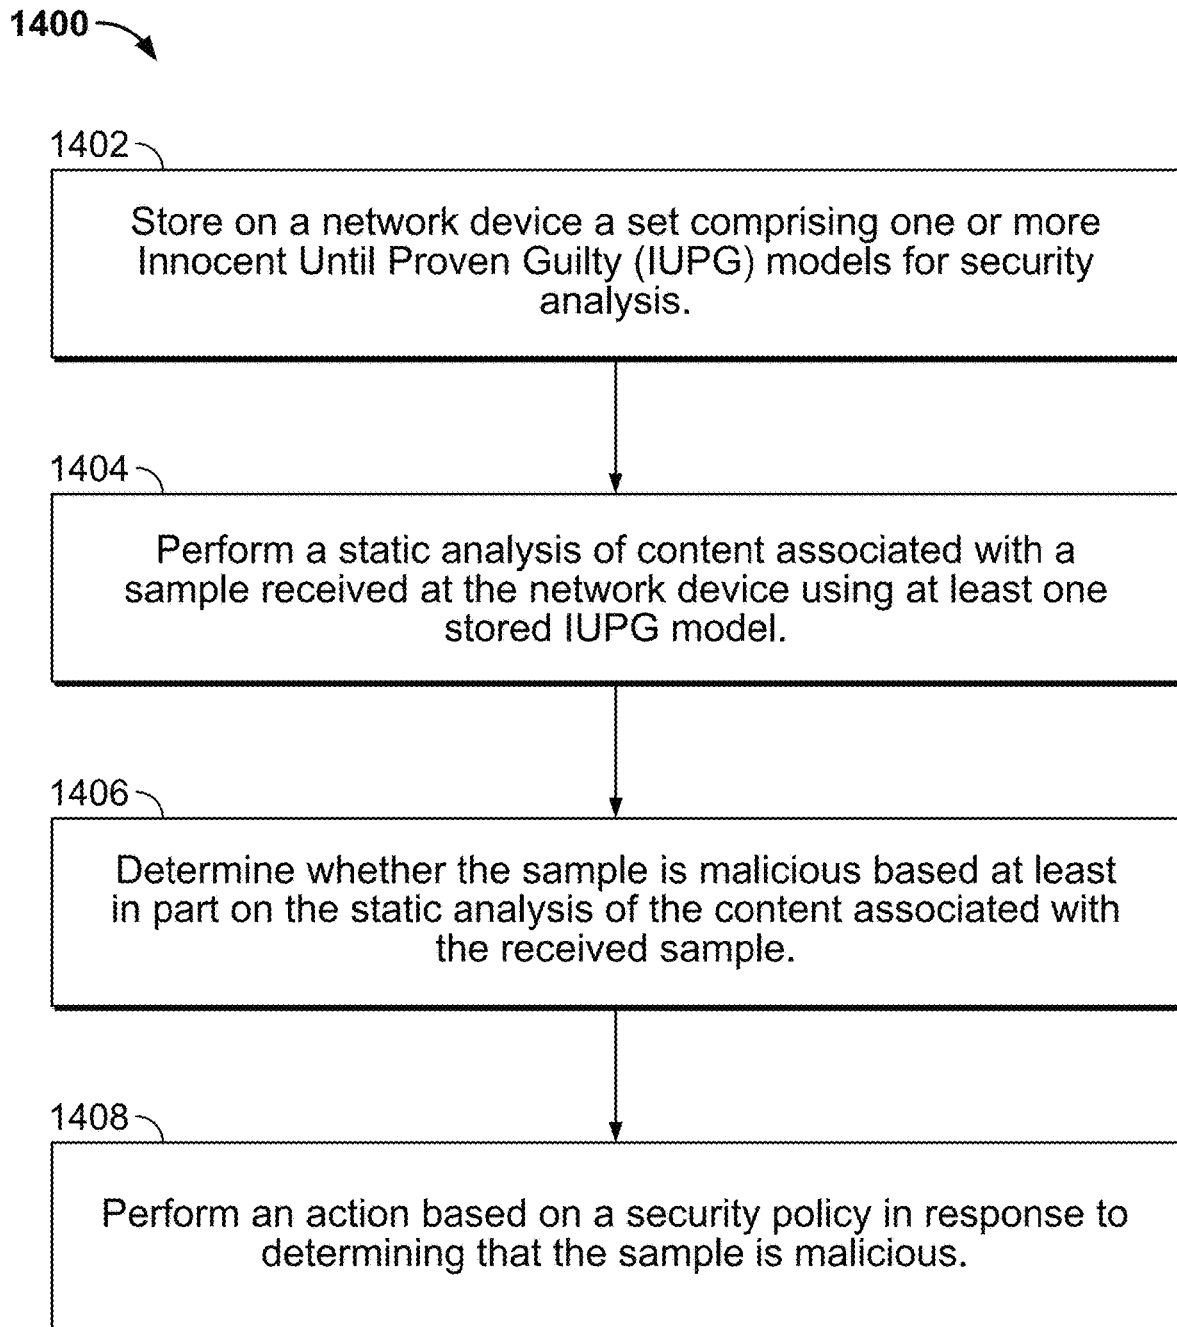 1400
1402
Store on a network device a set comprising one or more
Innocent Until Proven Guilty (IUPG) models for security
analysis.
1404
Perform a static analysis of content associated with a
sample received at the network device using at least one
stored IUPG model.
1406
Determine whether the sample is malicious based at least
in part on the static analysis of the content associated with
the received sample.
1408
Perform an action based on a security policy in response to
determining that the sample is malicious.